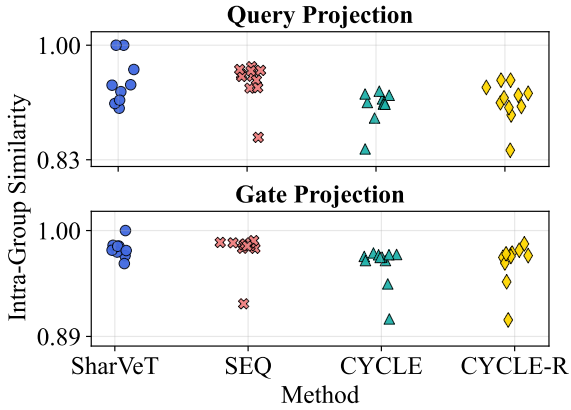 Query Projection
1.00
0.83
Gate Projection
1.00
0.89
Intra-Group Similarity
SharVeT SEQ CYCLE CYCLE-R
Method